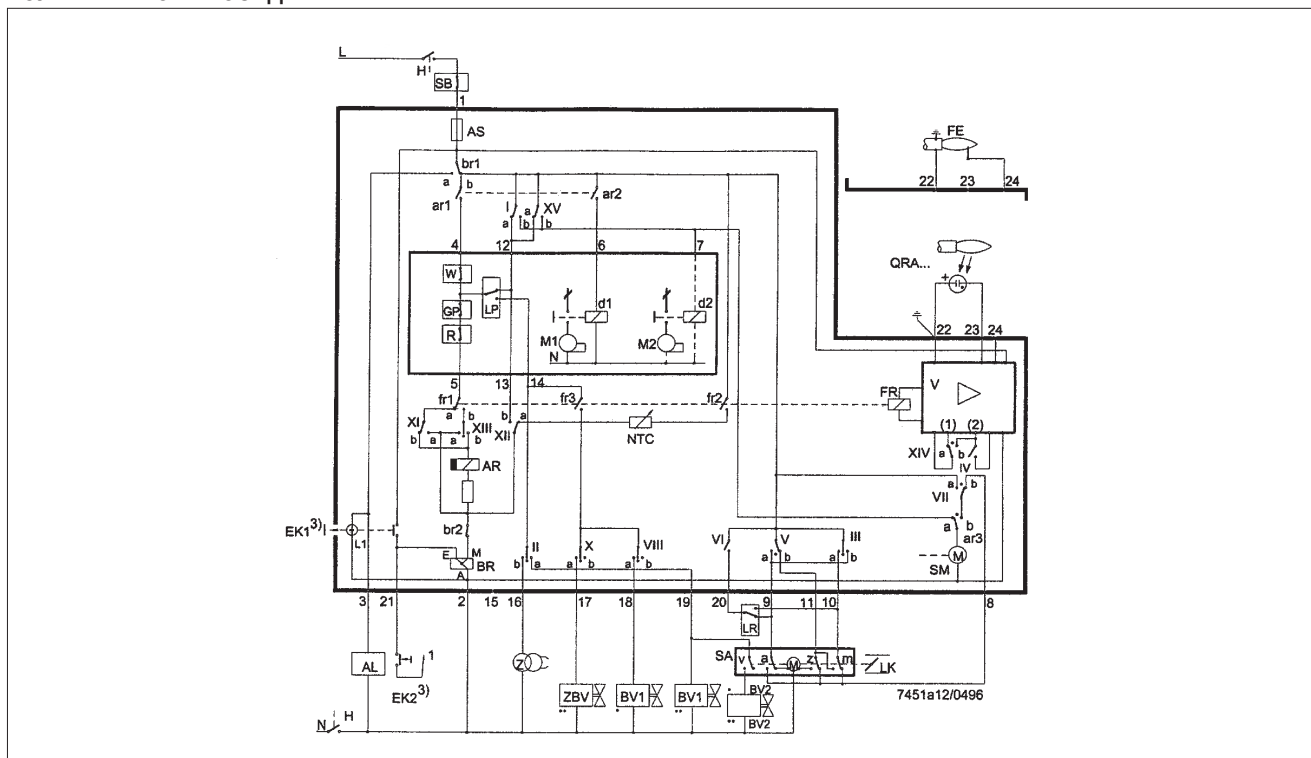 L
H
SB
1
AS
FE
22 23 24
br1
a b
ar1
ar2
I
XV
a b
a b
QRA...
+
4 12 6 7
W
LP
GP
R
d1
d2
M1
M2
N
22 23 24
V
FR
5 13 14
fr1
fr3
fr2
XI
a b
XIII
b a
XII
b a a b
NTC
(1) (2)
XIV a b
IV
AR
a b
VII
EK1³⁾
L1
br2
a b
ar3
M
SM
E M
BR
A
II
X
VIII
VI
V
III
b a a b a b a b a b
3 21 2 15 16 17 18 19 20 9 11 10 8
LR
AL
1
EK2³⁾
Z
SA
v a M z m
LK
7451a12/0496
ZBV
BV1
BV1
BV2
BV2
N H